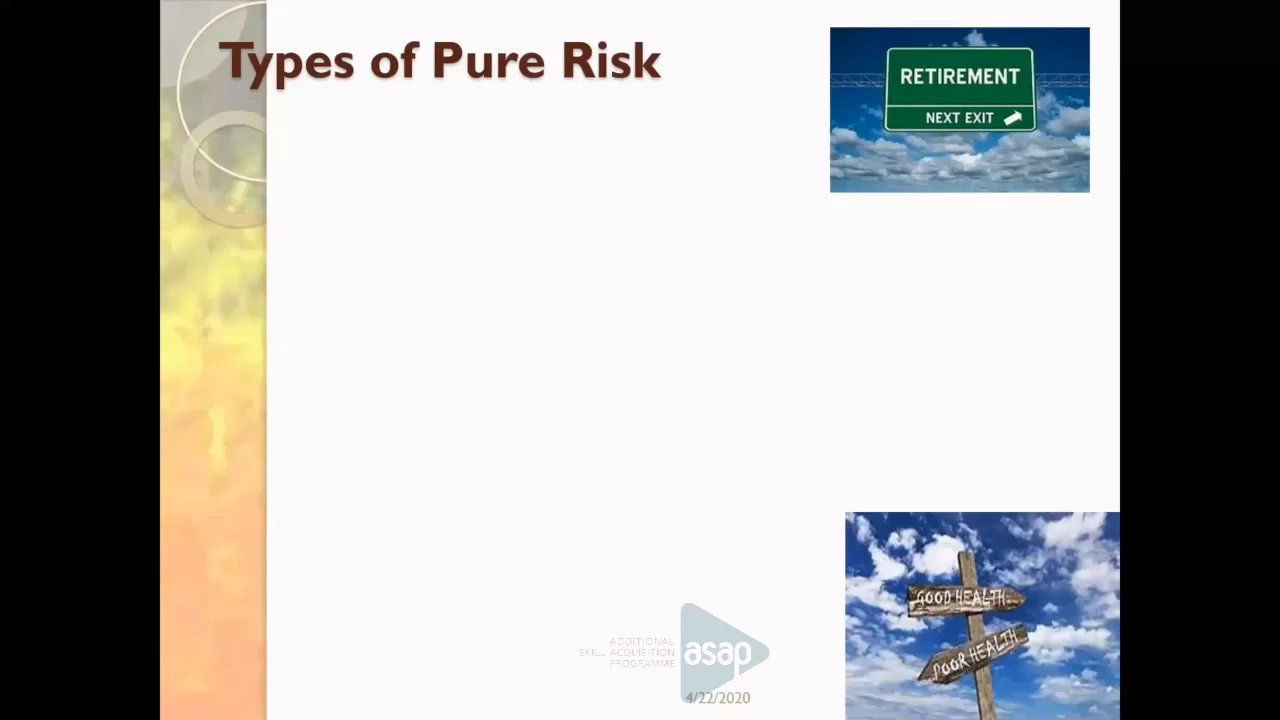 Types of Pure Risk
RETIREMENT
NEXT EXIT
GOOD HEALTH
POOR HEALTH
ADDITIONAL
SKILL ACQUISITION
PROGRAMME
asap
4/22/2020